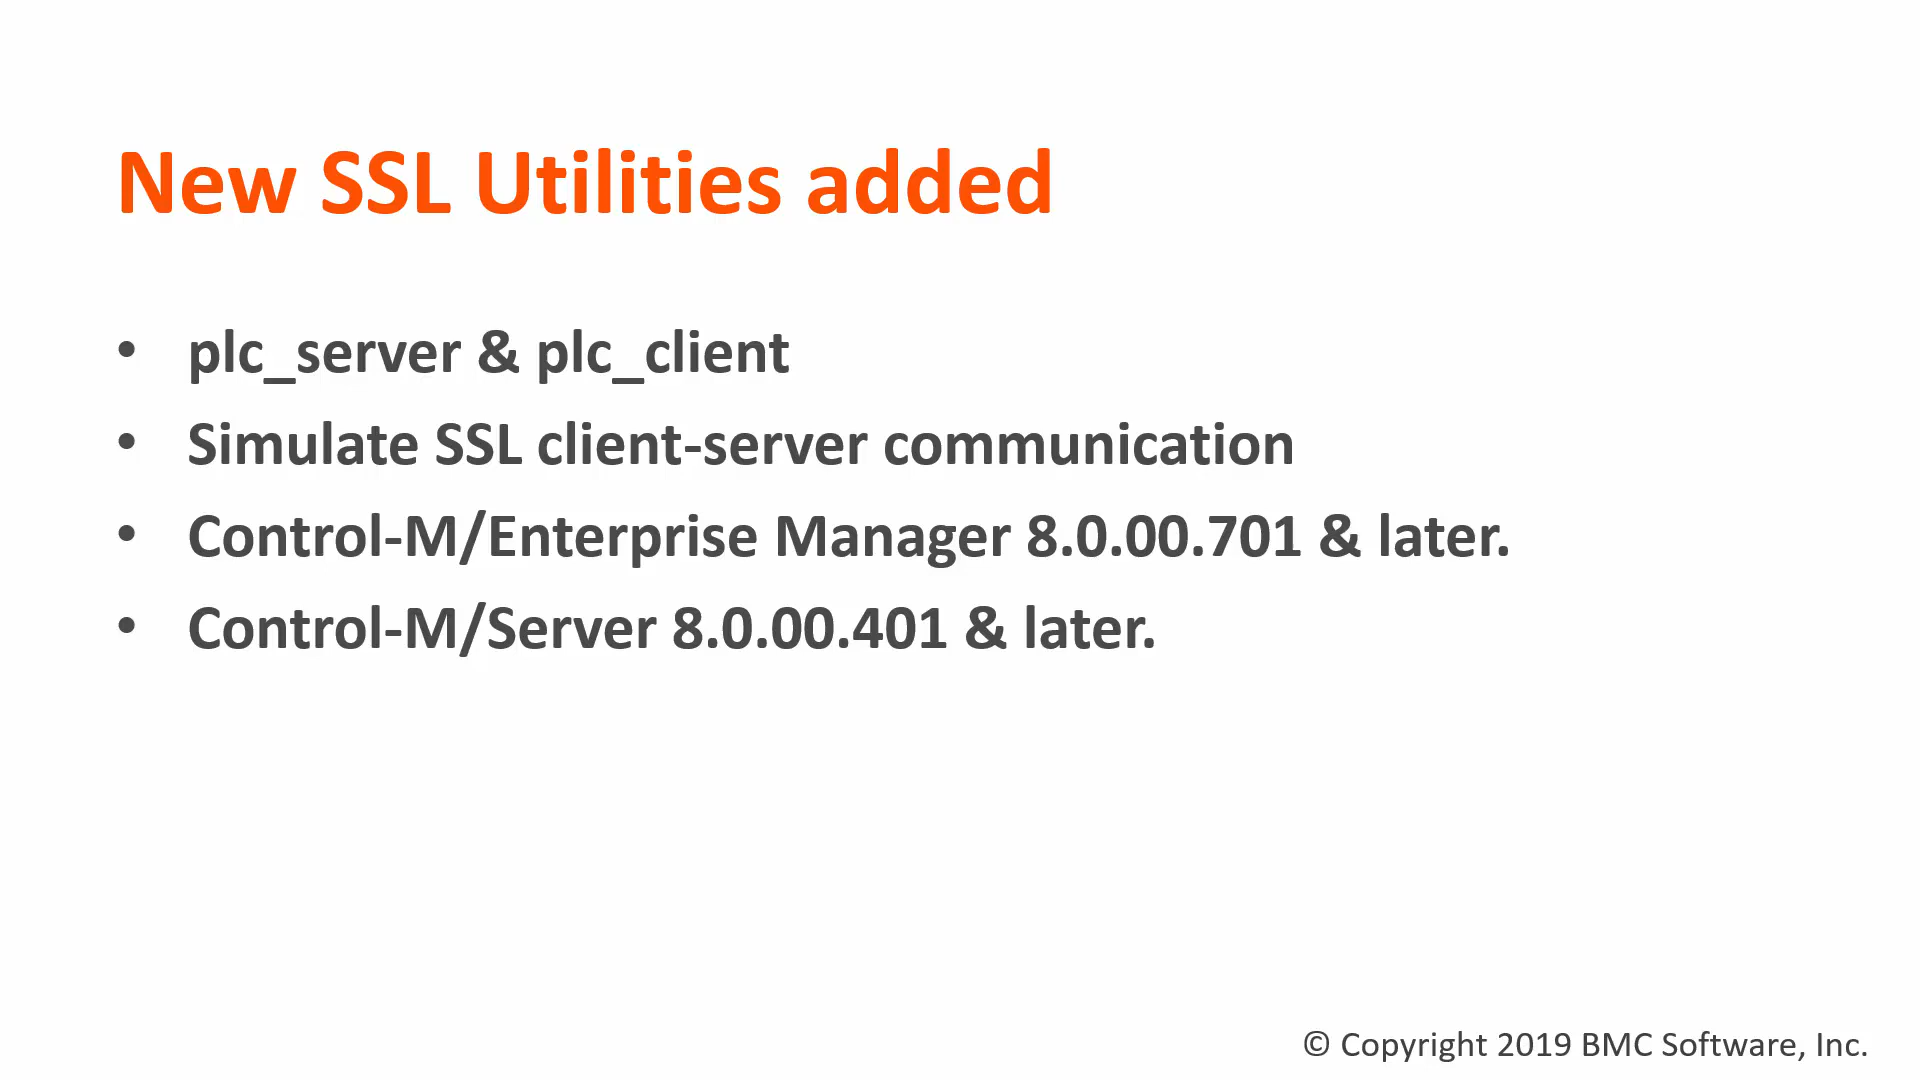 New SSL Utilities added
• plc_server & plc_client
• Simulate SSL client-server communication
• Control-M/Enterprise Manager 8.0.00.701 & later.
• Control-M/Server 8.0.00.401 & later.
© Copyright 2019 BMC Software, Inc.